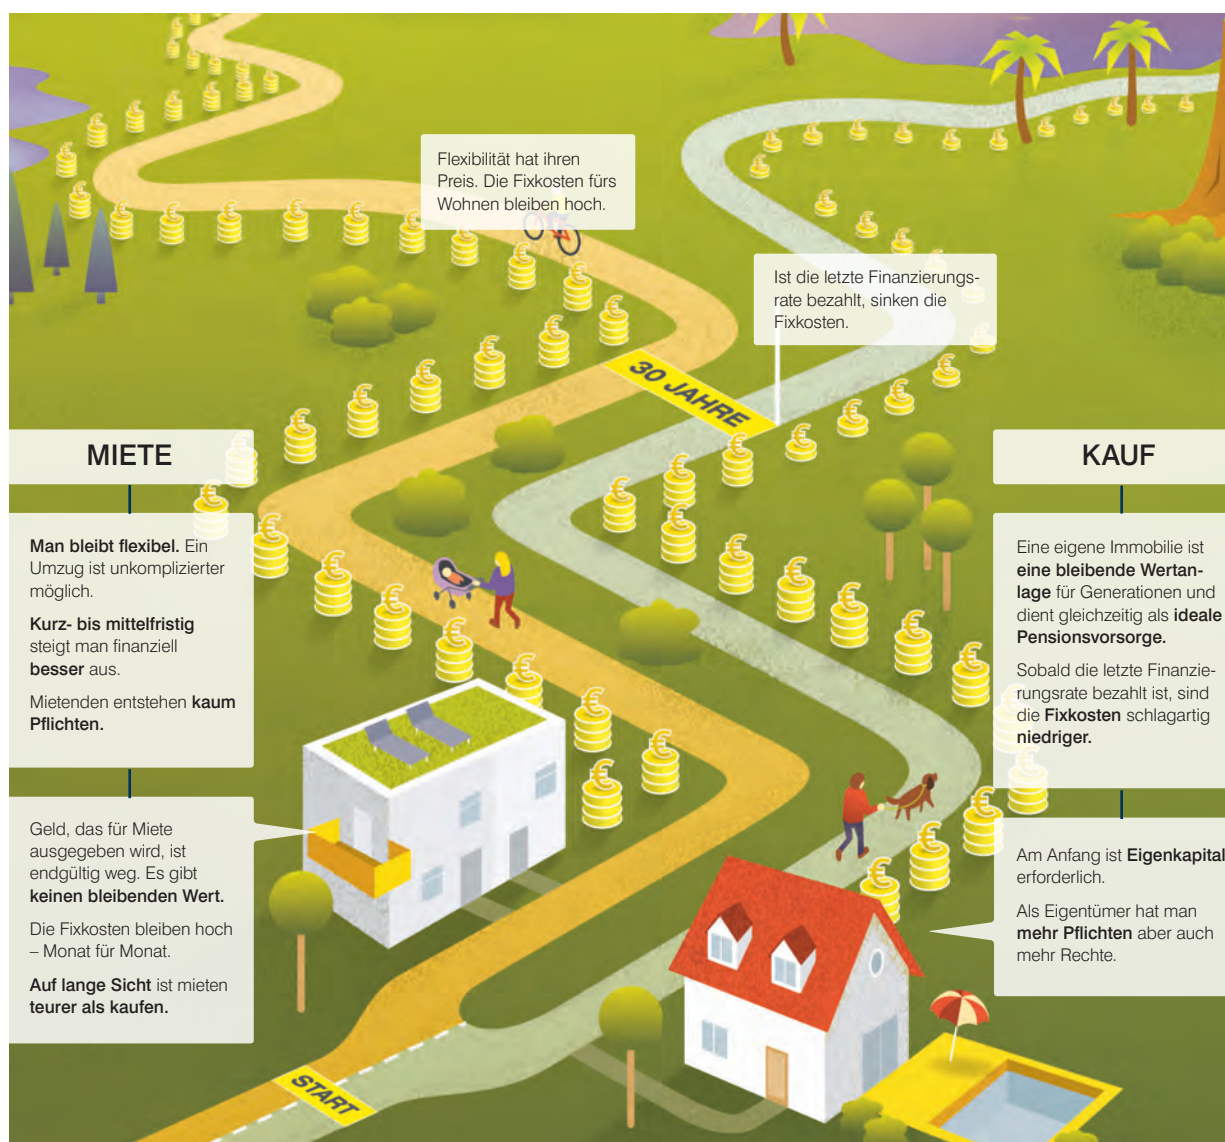 Flexibilität hat ihren
Preis. Die Fixkosten fürs
Wohnen bleiben hoch.
Ist die letzte Finanzierungs-
rate bezahlt, sinken die
Fixkosten.
30 JAHRE
MIETE
Man bleibt flexibel. Ein
Umzug ist unkomplizierter
möglich.
Kurz- bis mittelfristig
steigt man finanziell
besser aus.
Mietenden entstehen kaum
Pflichten.
Geld, das für Miete
ausgegeben wird, ist
endgültig weg. Es gibt
keinen bleibenden Wert.
Die Fixkosten bleiben hoch
– Monat für Monat.
Auf lange Sicht ist mieten
teurer als kaufen.
KAUF
Eine eigene Immobilie ist
eine bleibende Wertan-
lage für Generationen und
dient gleichzeitig als ideale
Pensionsvorsorge.
Sobald die letzte Finanzie-
rungsrate bezahlt ist, sind
die Fixkosten schlagartig
niedriger.
Am Anfang ist Eigenkapital
erforderlich.
Als Eigentümer hat man
mehr Pflichten aber auch
mehr Rechte.
START